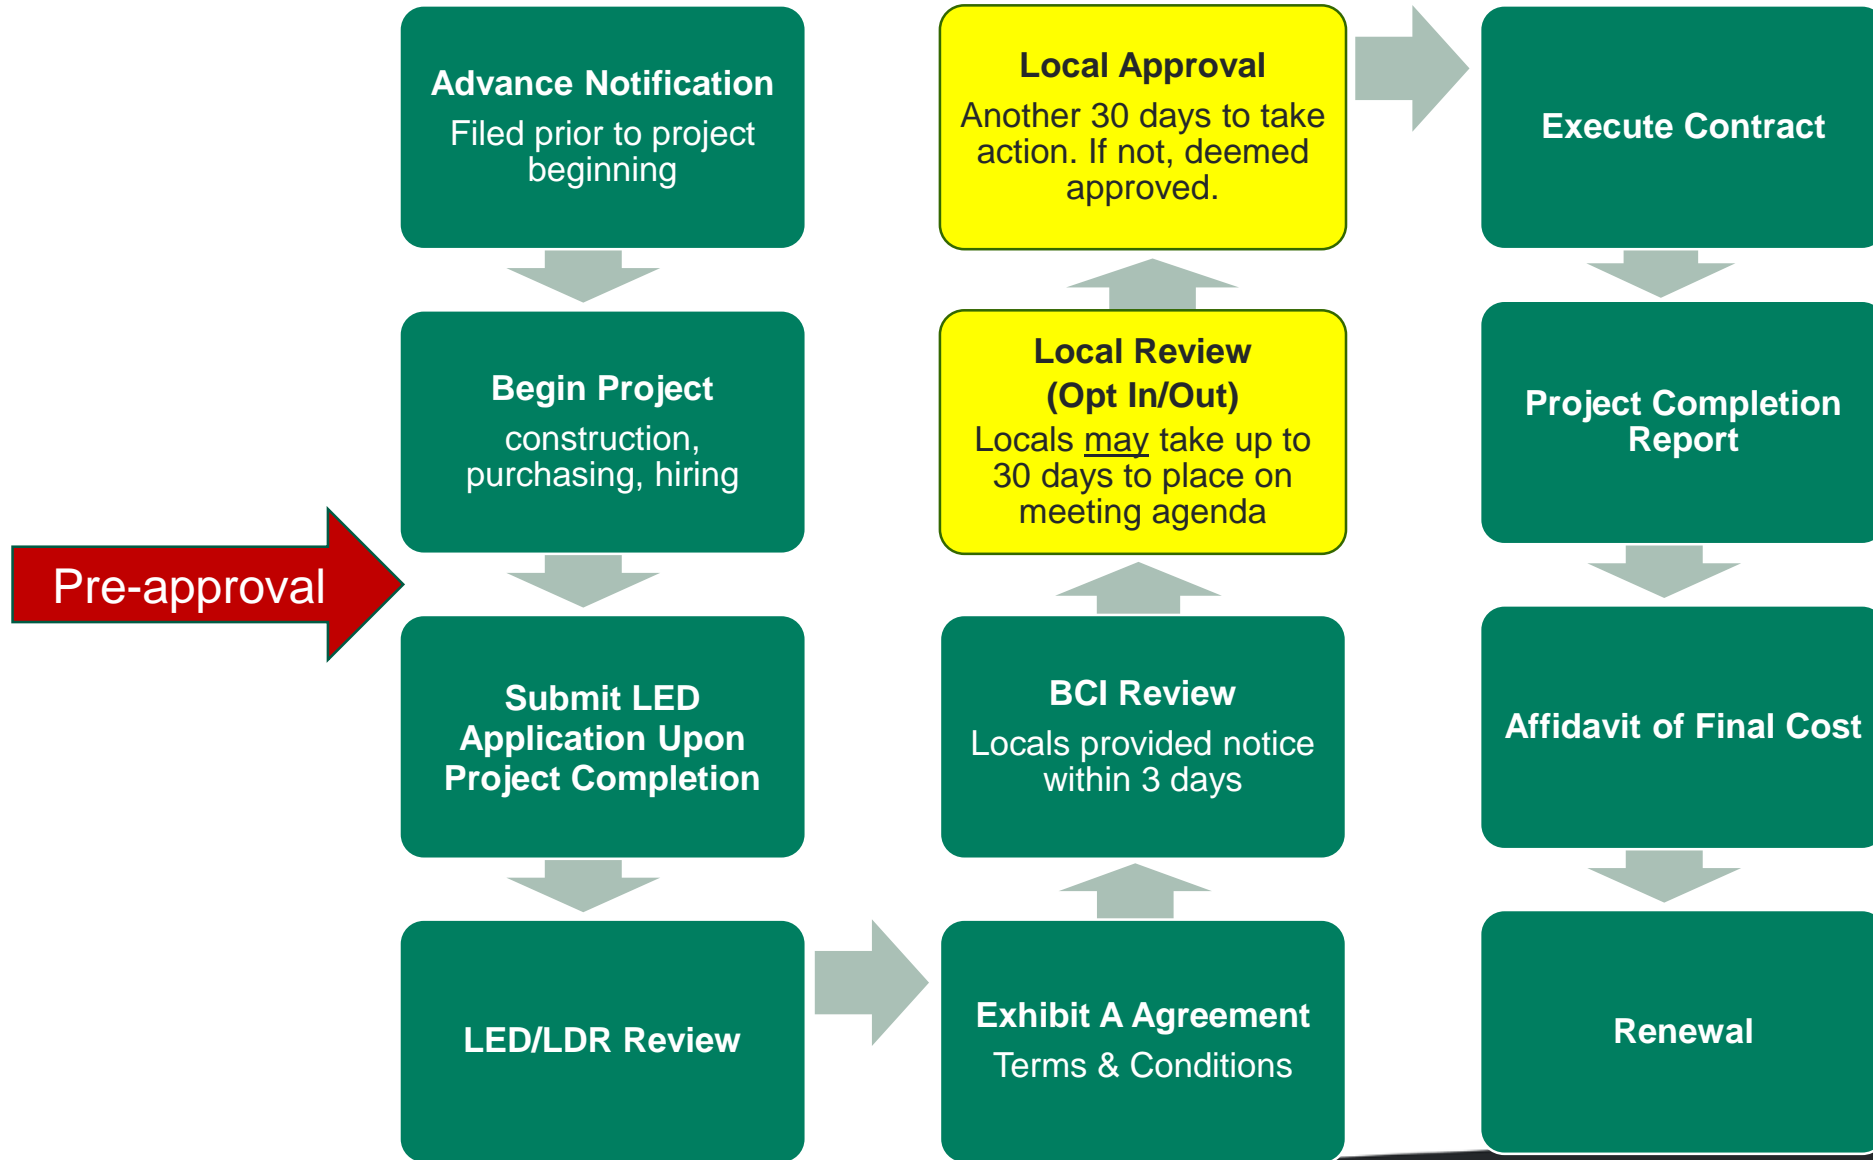 Advance Notification
Filed prior to project
beginning
Begin Project
construction,
purchasing, hiring
Pre-approval
Submit LED
Application Upon
Project Completion
LED/LDR Review
Exhibit A Agreement
Terms & Conditions
BCI Review
Locals provided notice
within 3 days
Local Review
(Opt In/Out)
Locals may take up to
30 days to place on
meeting agenda
Local Approval
Another 30 days to take
action. If not, deemed
approved.
Execute Contract
Project Completion
Report
Affidavit of Final Cost
Renewal